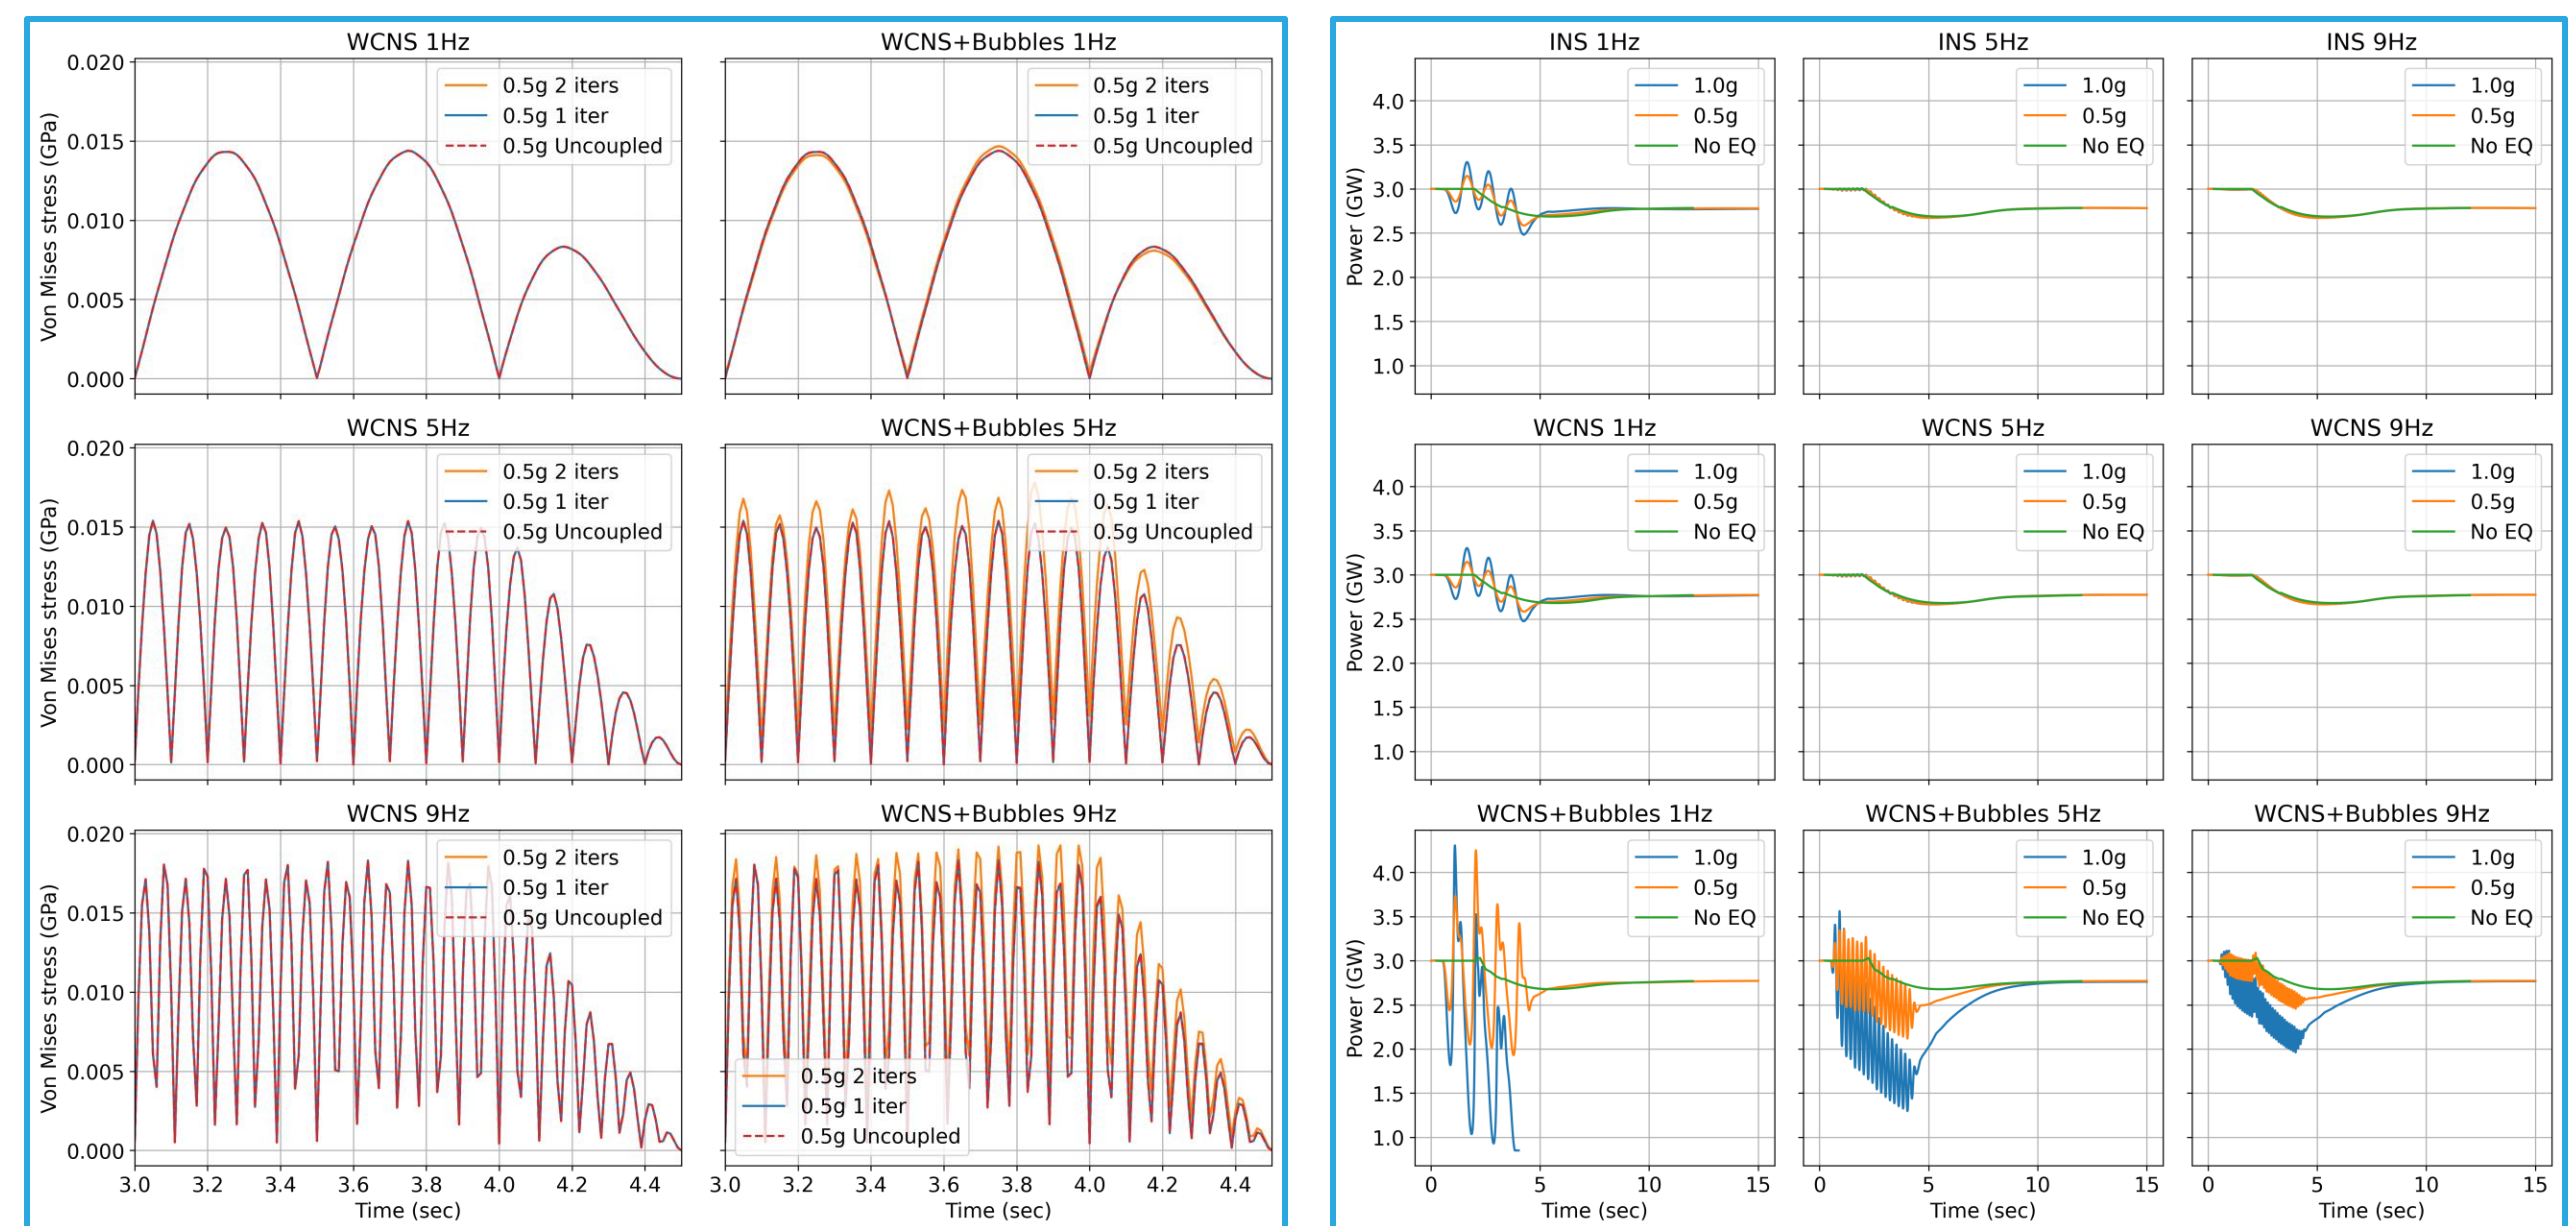 WCNS 1Hz
Von Mises stress (GPa)
0.020
0.015
0.010
0.005
0.000
0.5g 2 iters
0.5g 1 iter
0.5g Uncoupled
WCNS+Bubbles 1Hz
0.5g 2 iters
0.5g 1 iter
0.5g Uncoupled
WCNS 5Hz
Von Mises stress (GPa)
0.020
0.015
0.010
0.005
0.000
0.5g 2 iters
0.5g 1 iter
0.5g Uncoupled
WCNS+Bubbles 5Hz
0.5g 2 iters
0.5g 1 iter
0.5g Uncoupled
WCNS 9Hz
Von Mises stress (GPa)
0.020
0.015
0.010
0.005
0.000
0.5g 2 iters
0.5g 1 iter
0.5g Uncoupled
3.0 3.2 3.4 3.6 3.8 4.0 4.2 4.4
Time (sec)
WCNS+Bubbles 9Hz
0.5g 2 iters
0.5g 1 iter
0.5g Uncoupled
3.0 3.2 3.4 3.6 3.8 4.0 4.2 4.4
Time (sec)
INS 1Hz
Power (GW)
4.0
3.5
3.0
2.5
2.0
1.5
1.0
1.0g
0.5g
No EQ
INS 5Hz
1.0g
0.5g
No EQ
INS 9Hz
1.0g
0.5g
No EQ
WCNS 1Hz
Power (GW)
4.0
3.5
3.0
2.5
2.0
1.5
1.0
1.0g
0.5g
No EQ
WCNS 5Hz
1.0g
0.5g
No EQ
WCNS 9Hz
1.0g
0.5g
No EQ
WCNS+Bubbles 1Hz
Power (GW)
4.0
3.5
3.0
2.5
2.0
1.5
1.0
1.0g
0.5g
No EQ
0 5 10 15
Time (sec)
WCNS+Bubbles 5Hz
1.0g
0.5g
No EQ
0 5 10 15
Time (sec)
WCNS+Bubbles 9Hz
1.0g
0.5g
No EQ
0 5 10 15
Time (sec)